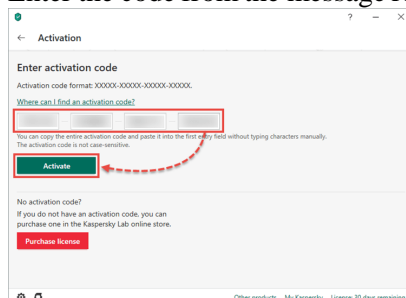 Enter the code from the message
?
Activation
Enter activation code
Activation code format: XXXXX-XXXXX-XXXXX-XXXXX.
Where can I find an activation code?
You can copy the entire activation code and paste it into the first entry field without typing characters manually.
The activation code is not case-sensitive.
Activate
No activation code?
If you do not have an activation code, you can
purchase one in the Kaspersky Lab online store.
Purchase license
Other products My Kaspersky License: 30 days remaining